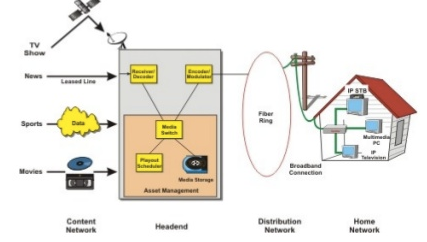 TV
Show
News
Leased Line
Sports
Data
Movies
Receiver/
Decoder
Encoder/
Modulator
Media
Switch
Playout
Scheduler
Media Storage
Asset Management
Fiber
Ring
Broadband
Connection
IP STB
Multimedia
PC
IP
Television
Content
Network
Headend
Distribution
Network
Home
Network